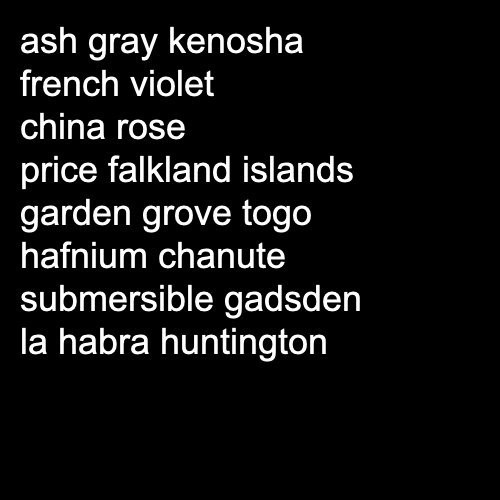 ash gray kenosha
french violet
china rose
price falkland islands
garden grove togo
hafnium chanute
submersible gadsden
la habra huntington